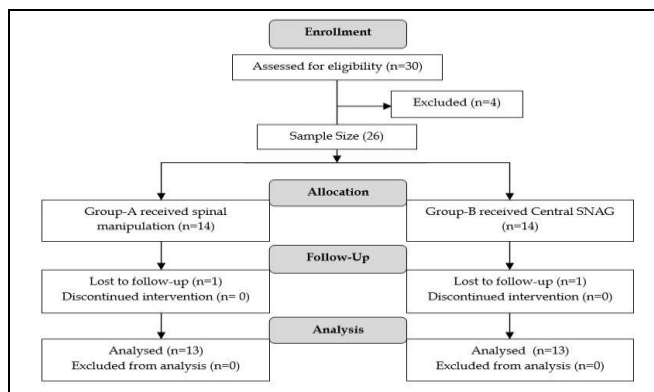 Enrollment
Assessed for eligibility (n=30)
Excluded (n=4)
Sample Size (26)
Allocation
Group-A received spinal
manipulation (n=14)
Group-B received Central SNAG
(n=14)
Follow-Up
Lost to follow-up (n=1)
Discontinued intervention (n= 0)
Lost to follow-up (n=1)
Discontinued intervention (n=0)
Analysis
Analysed (n=13)
Excluded from analysis (n=0)
Analysed (n=13)
Excluded from analysis (n=0)